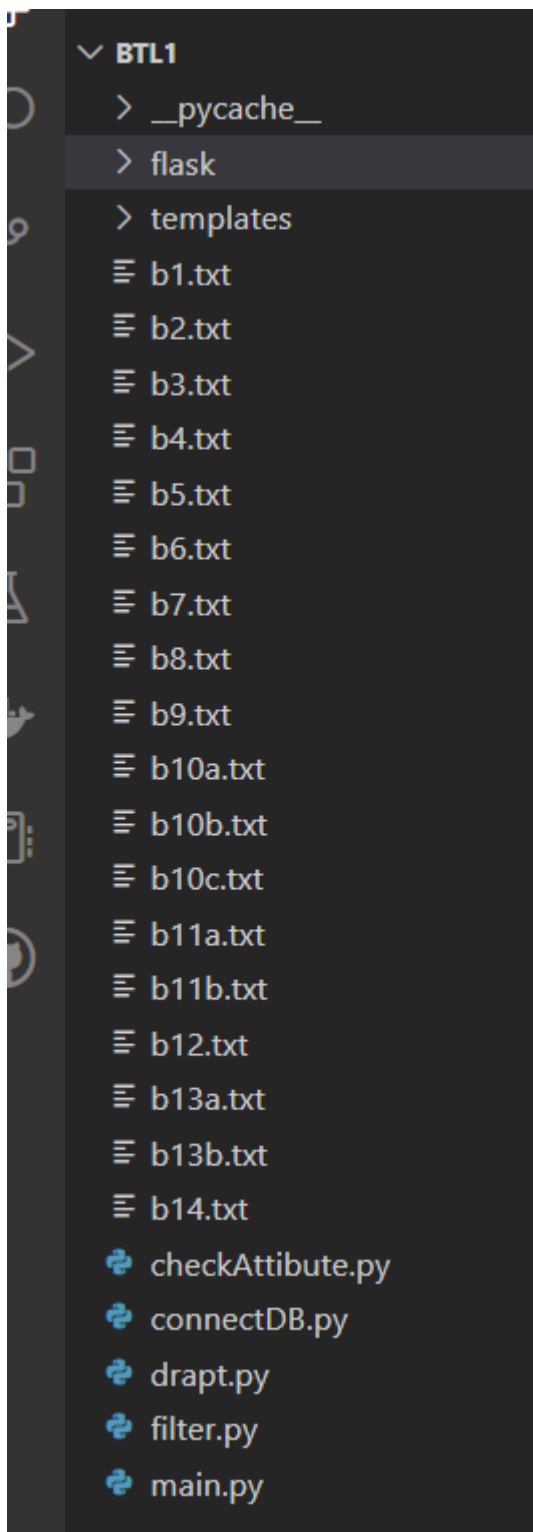 BTL1
__pycache__
flask
templates
b1.txt
b2.txt
b3.txt
b4.txt
b5.txt
b6.txt
b7.txt
b8.txt
b9.txt
b10a.txt
b10b.txt
b10c.txt
b11a.txt
b11b.txt
b12.txt
b13a.txt
b13b.txt
b14.txt
checkAttibute.py
connectDB.py
drapt.py
filter.py
main.py